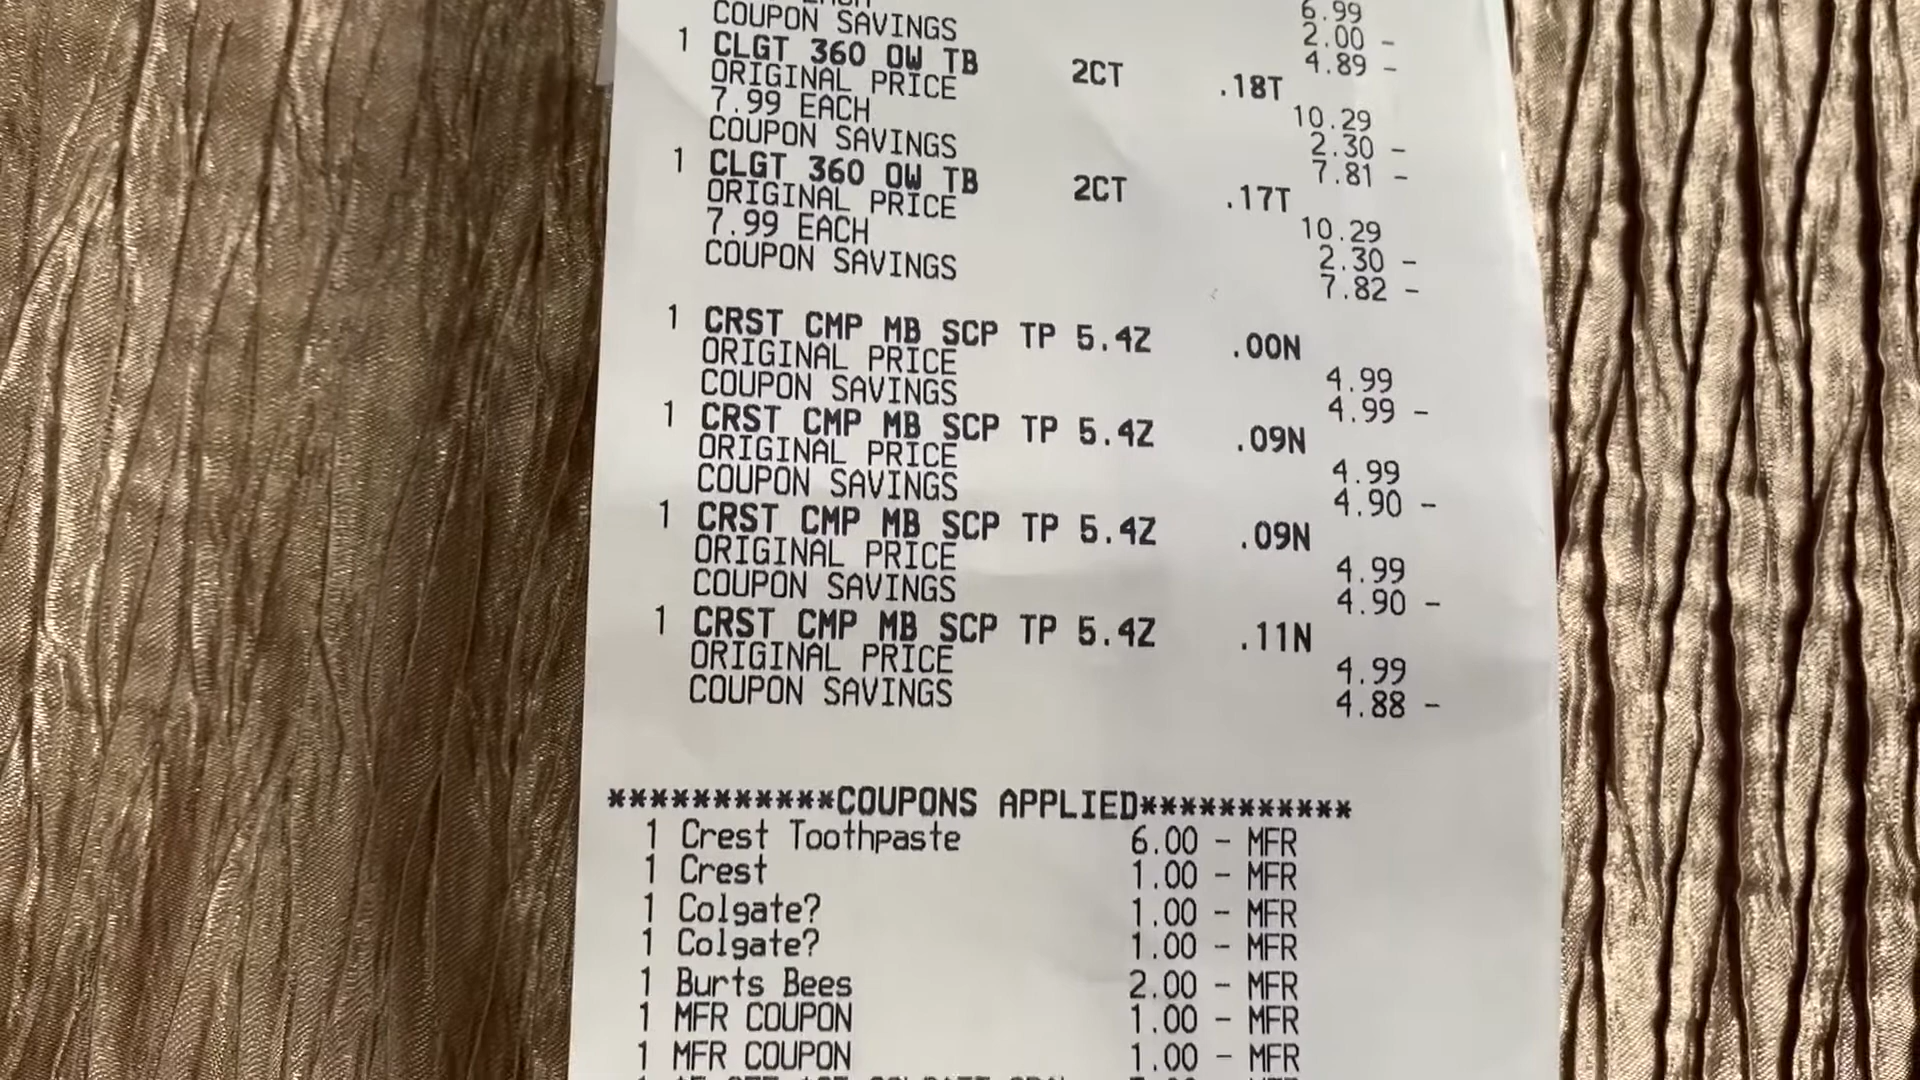 6.99
COUPON SAVINGS 2.00 -
4.89 -
1 CLGT 360 OW TB 2CT .18T
ORIGINAL PRICE 10.29
7.99 EACH 2.30 -
COUPON SAVINGS 7.81 -
1 CLGT 360 OW TB 2CT .17T
ORIGINAL PRICE 10.29
7.99 EACH 2.30 -
COUPON SAVINGS 7.82 -
1 CRST CMP MB SCP TP 5.4Z .00N
ORIGINAL PRICE 4.99
COUPON SAVINGS 4.99 -
1 CRST CMP MB SCP TP 5.4Z .09N
ORIGINAL PRICE 4.99
COUPON SAVINGS 4.90 -
1 CRST CMP MB SCP TP 5.4Z .09N
ORIGINAL PRICE 4.99
COUPON SAVINGS 4.90 -
1 CRST CMP MB SCP TP 5.4Z .11N
ORIGINAL PRICE 4.99
COUPON SAVINGS 4.88 -
***********COUPONS APPLIED***********
1 Crest Toothpaste 6.00 - MFR
1 Crest 1.00 - MFR
1 Colgate? 1.00 - MFR
1 Colgate? 1.00 - MFR
1 Burts Bees 2.00 - MFR
1 MFR COUPON 1.00 - MFR
1 MFR COUPON 1.00 - MFR